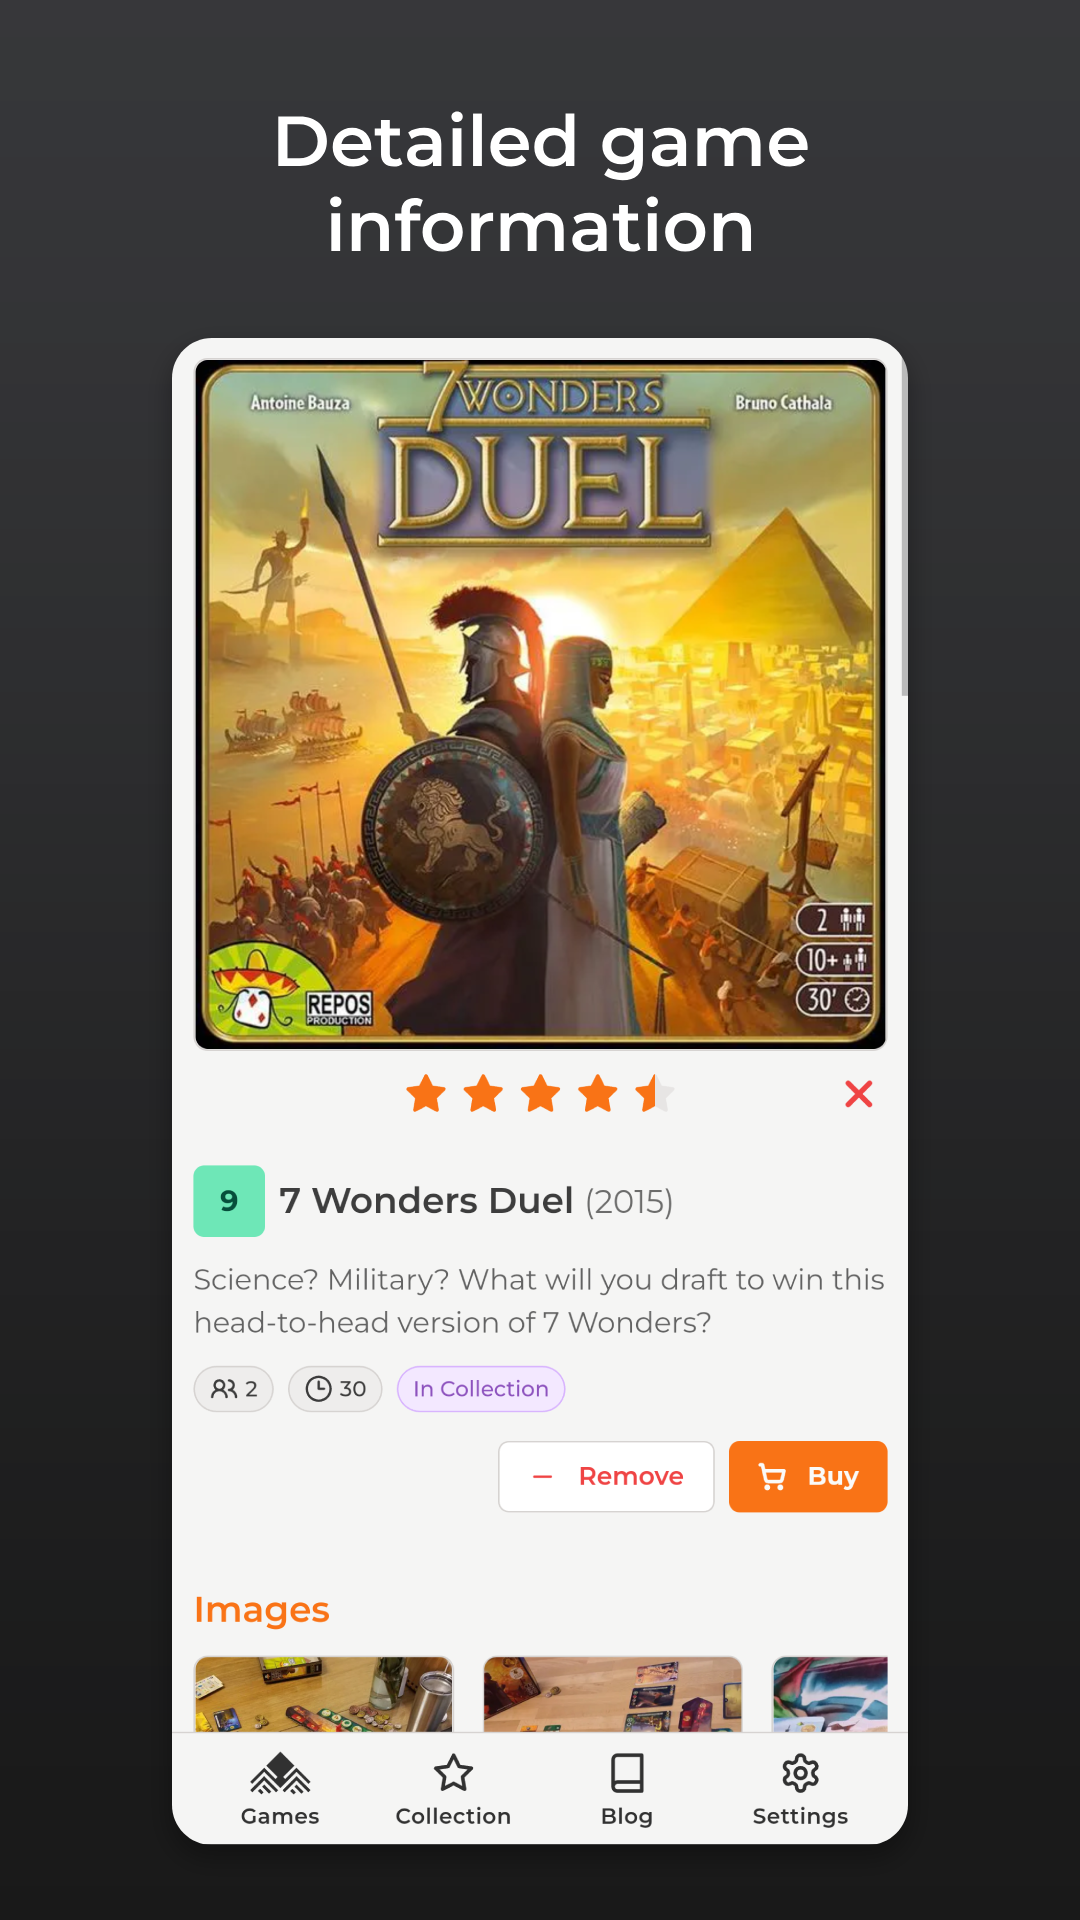 Detailed game
information
Antoine Bauza
Bruno Cathala
7 WONDERS
DUEL
2
10+
30'
REPOS
PRODUCTION
9
7 Wonders Duel (2015)
Science? Military? What will you draft to win this
head-to-head version of 7 Wonders?
2
30
In Collection
Remove
Buy
Images
Games
Collection
Blog
Settings